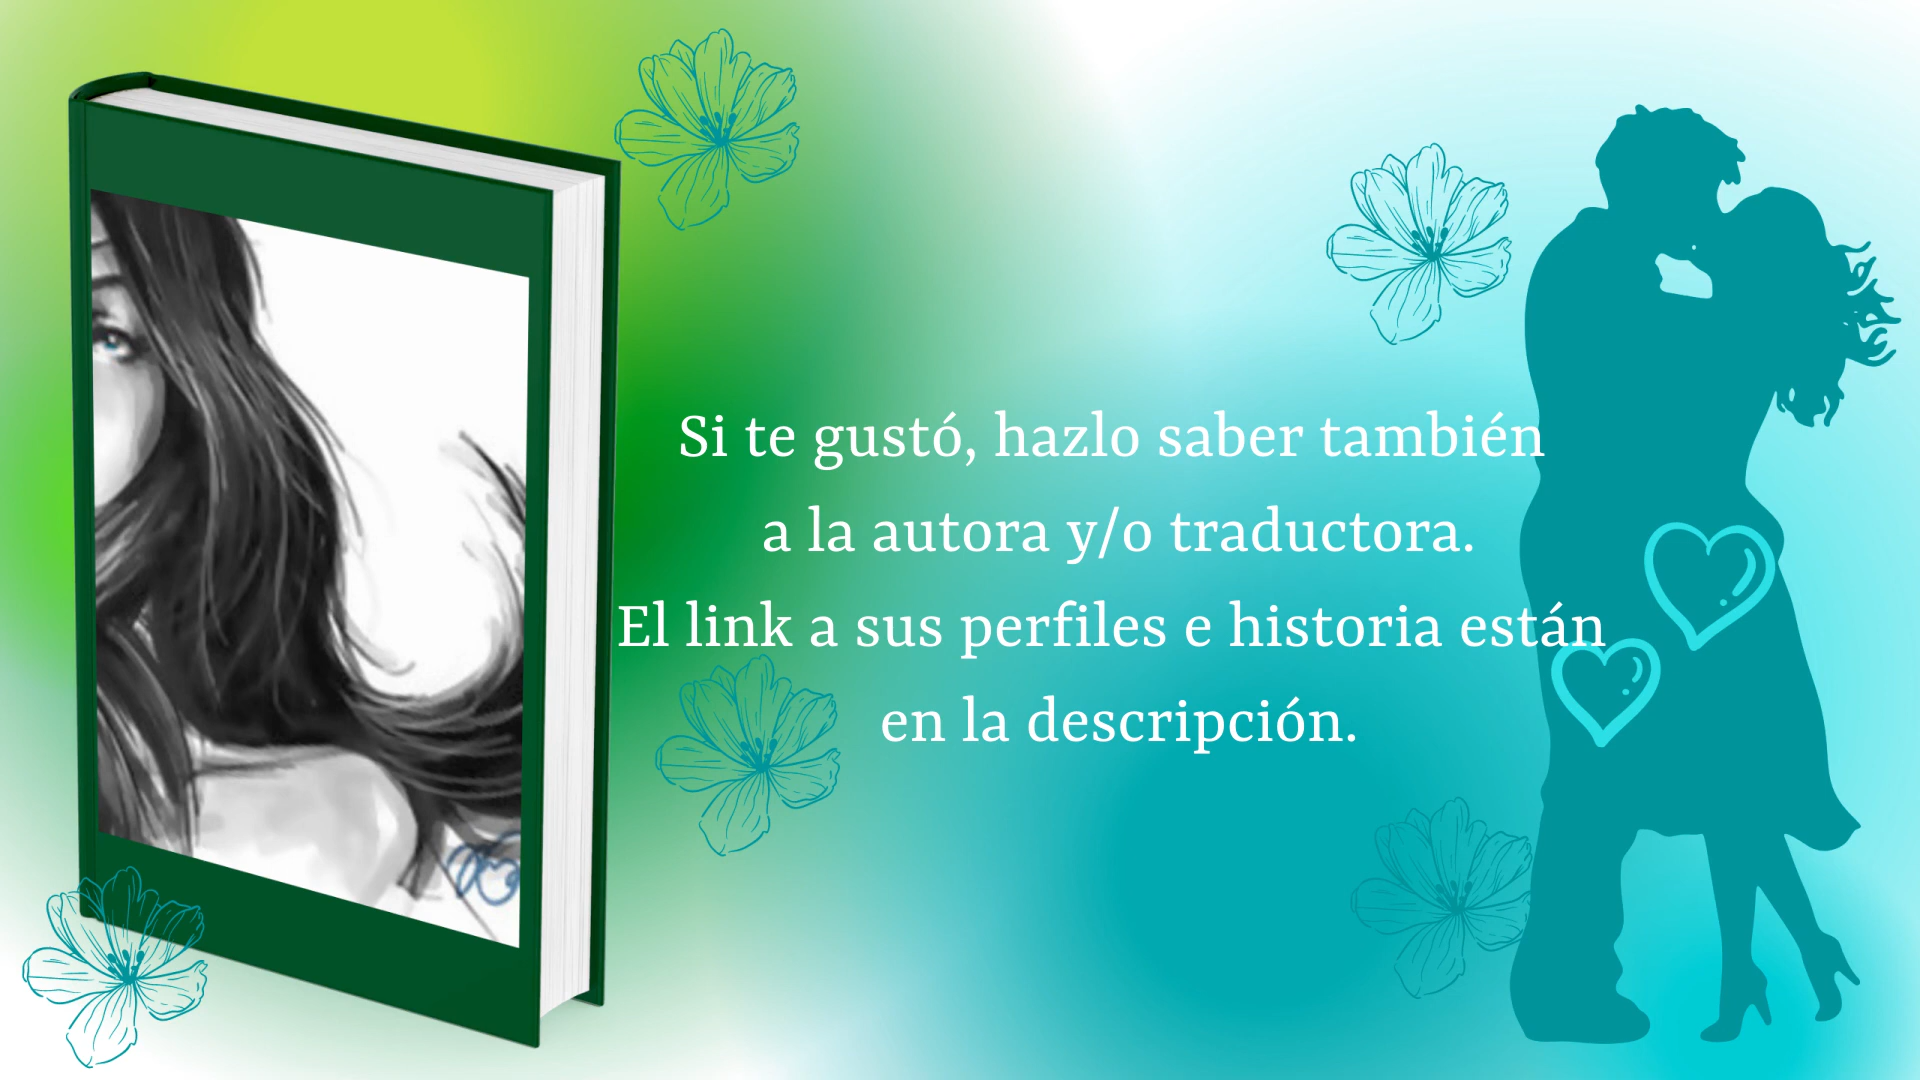 Si te gustó, hazlo saber también
a la autora y/o traductora.
El link a sus perfiles e historia están
en la descripción.